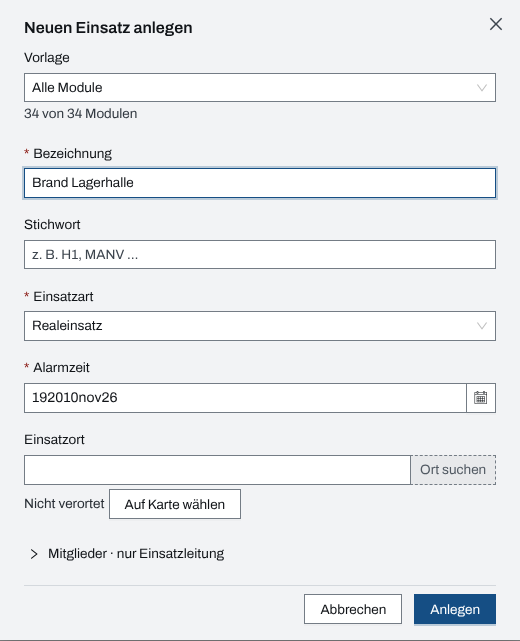 Neuen Einsatz anlegen
Vorlage
Alle Module
34 von 34 Modulen
* Bezeichnung
Brand Lagerhalle
Stichwort
z. B. H1, MANV ...
* Einsatzart
Realeinsatz
* Alarmzeit
192010nov26
Einsatzort
Ort suchen
Nicht verortet Auf Karte wählen
Mitglieder · nur Einsatzleitung
Abbrechen Anlegen